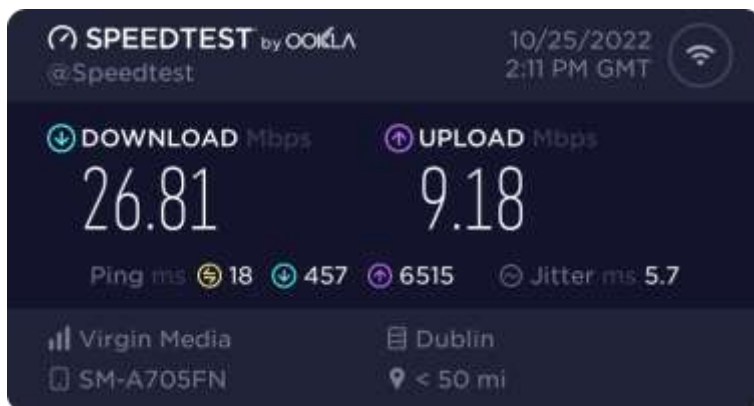 SPEEDTEST by OOKLA
10/25/2022
@Speedtest
2:11 PM GMT
DOWNLOAD Mbps
UPLOAD Mbps
26.81
9.18
Ping ms 18 457 6515 Jitter ms 5.7
Virgin Media
Dublin
SM-A705FN
< 50 mi